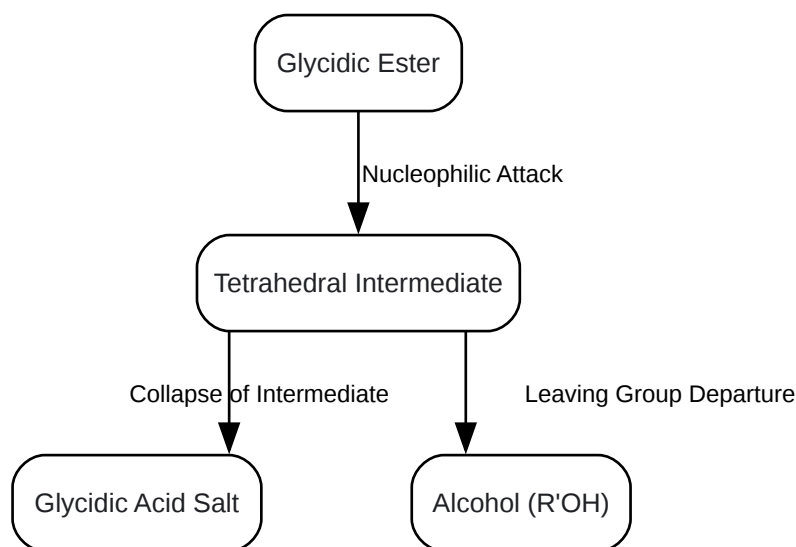 Glycidic Ester
Nucleophilic Attack
Tetrahedral Intermediate
Collapse of Intermediate
Leaving Group Departure
Glycidic Acid Salt
Alcohol (R'OH)